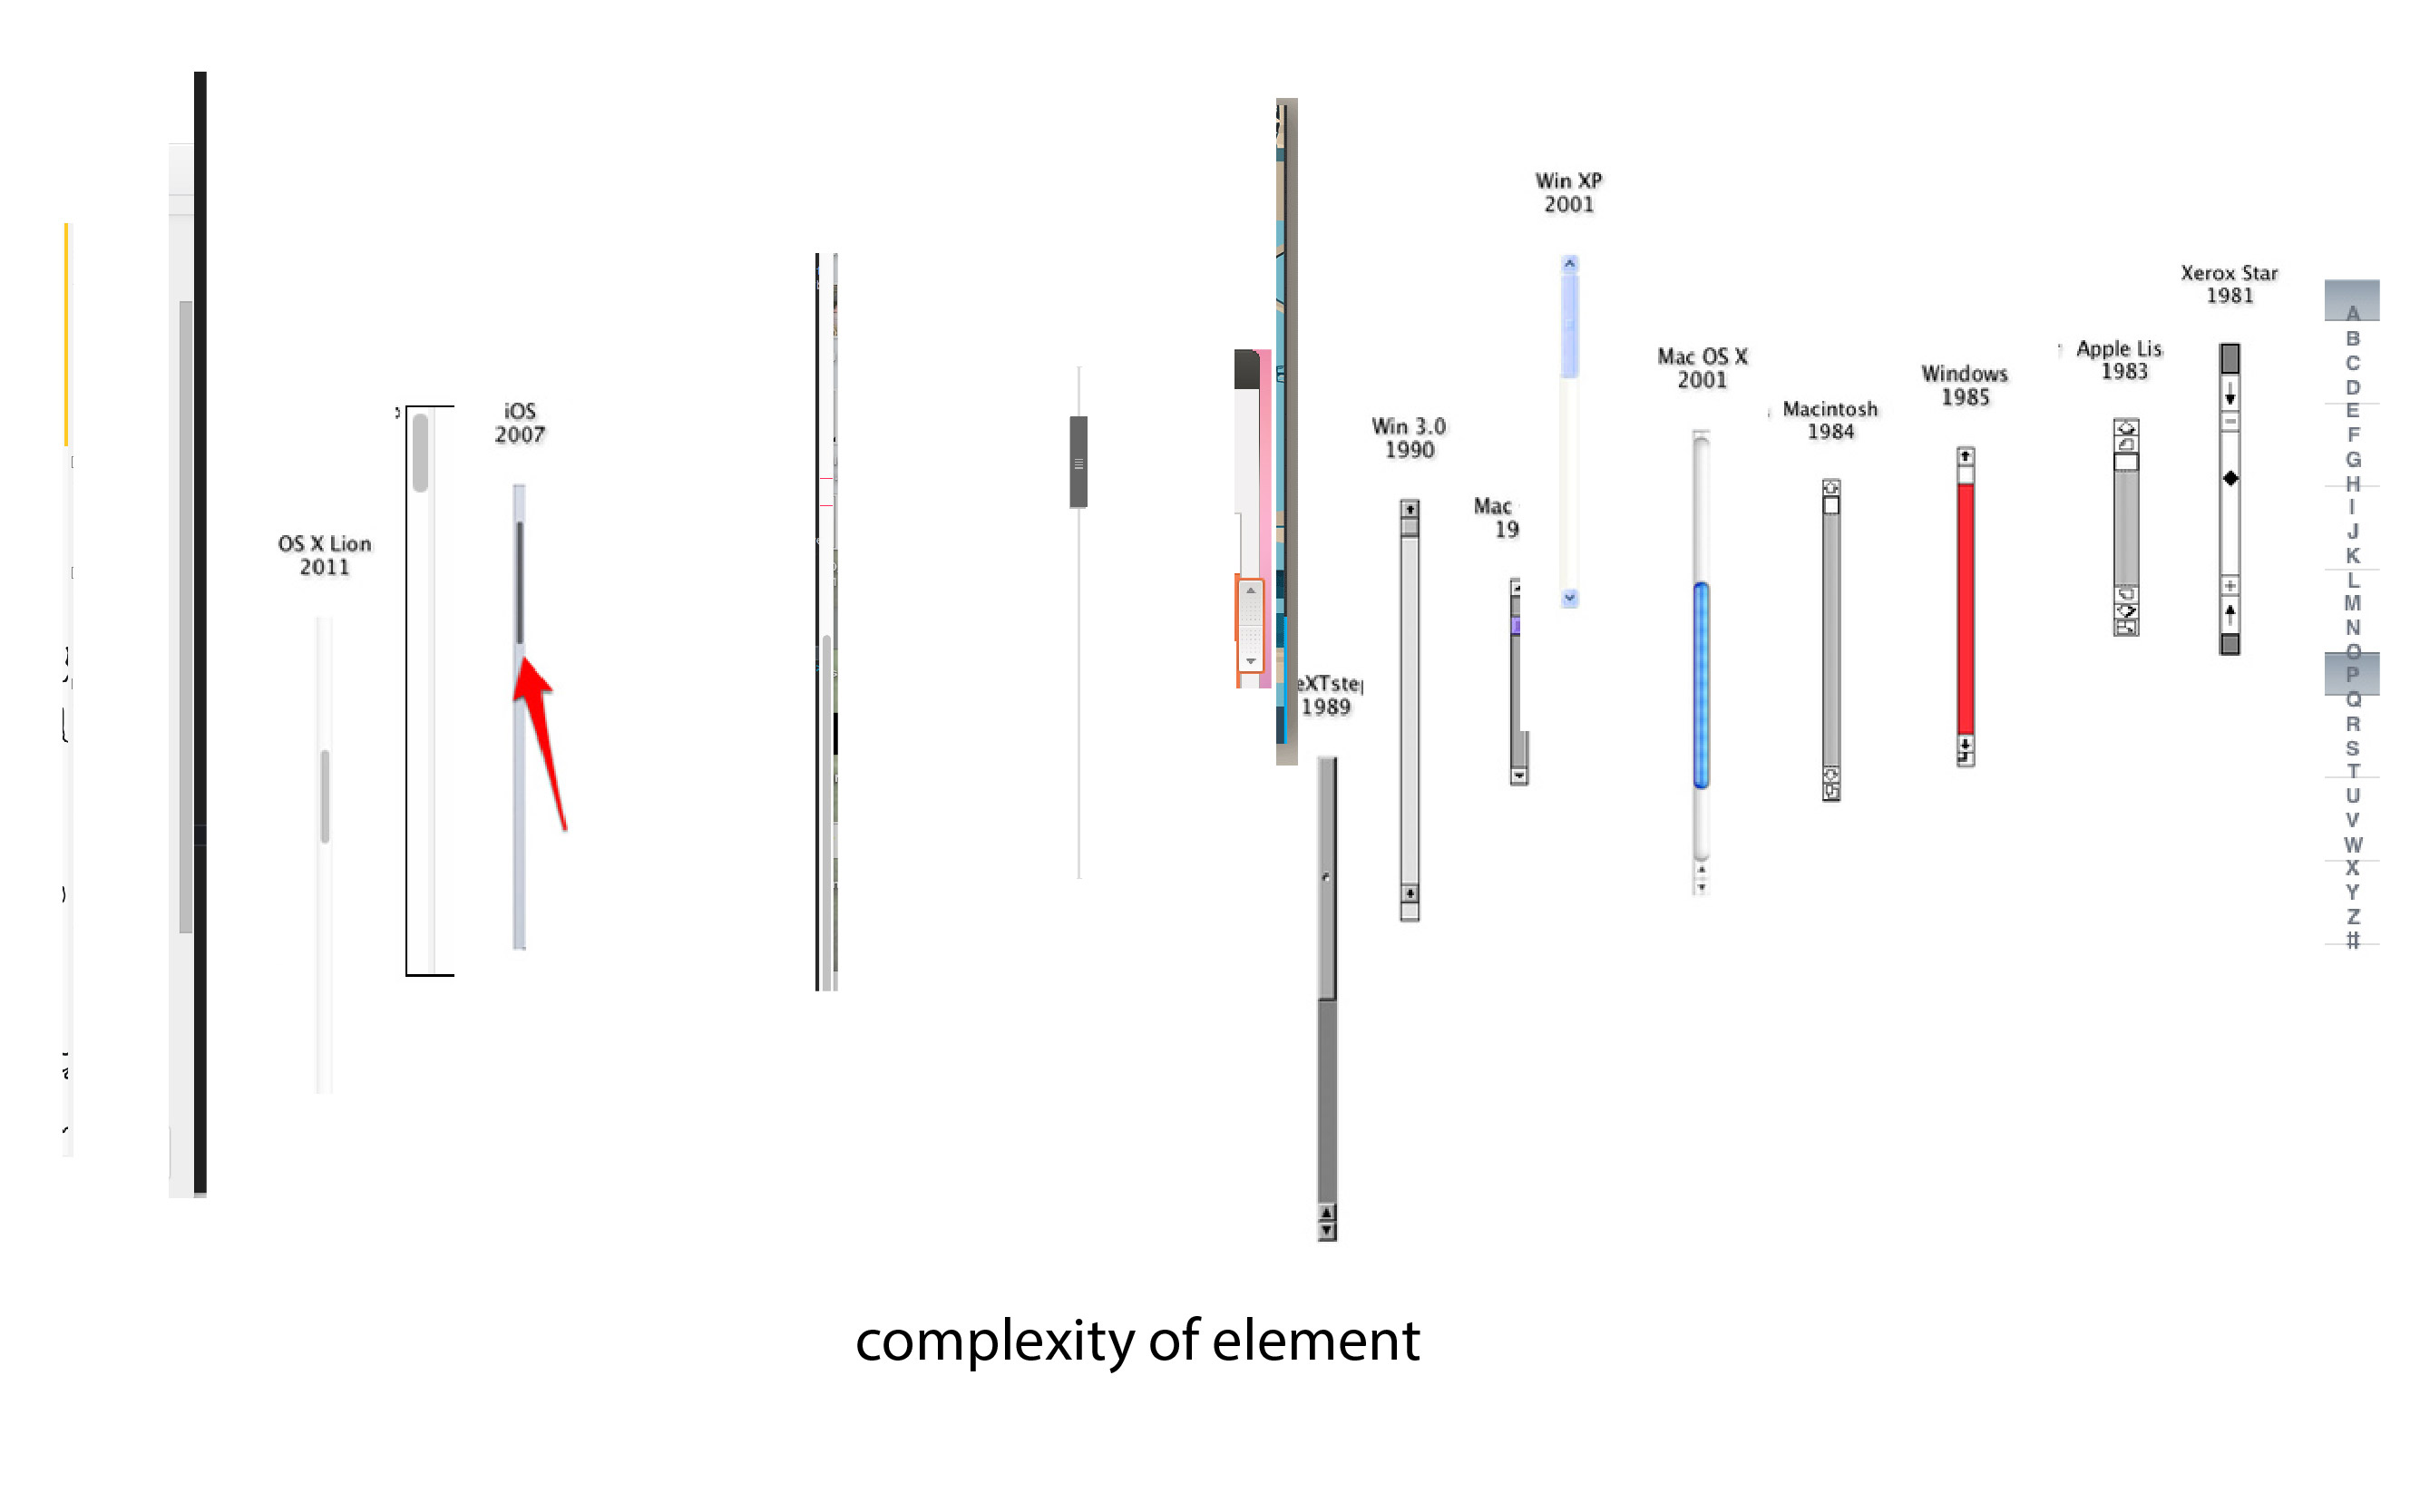 OS X Lion
2011
iOS
2007
eXTste
1989
Win 3.0
1990
Mac
19
Win XP
2001
Mac OS X
2001
Macintosh
1984
Windows
1985
Apple Lis
1983
Xerox Star
1981
A
B
C
D
E
F
G
H
I
J
K
L
M
N
O
P
Q
R
S
T
U
V
W
X
Y
Z
#
complexity of element